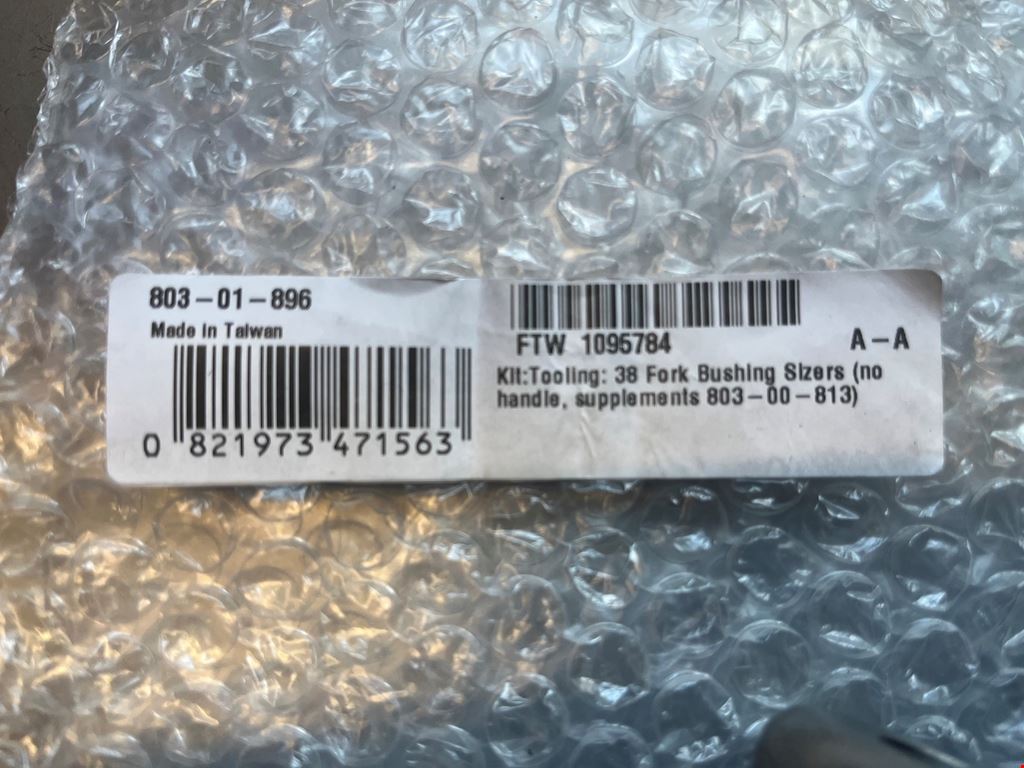 803-01-896
Made in Taiwan
0 821973 471563
FTW 1095784
A-A
Kit:Tooling: 38 Fork Bushing Sizers (no
handle, supplements 803-00-813)